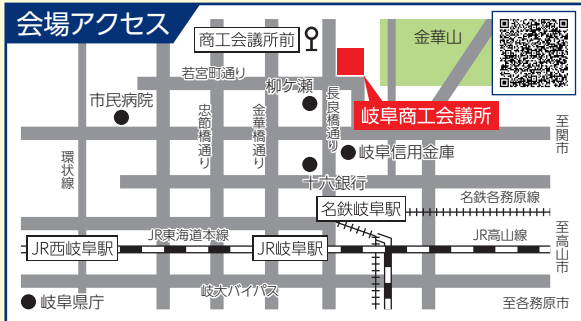 会場アクセス
商工会議所前
金華山
若宮町通り
柳ケ瀬
市民病院
長良橋通り
岐阜商工会議所
忠節橋通り
金華橋通り
至関市
環状線
岐阜信用金庫
十六銀行
名鉄各務原線
名鉄岐阜駅
JR東海道本線
JR高山線
至高山市
JR西岐阜駅
JR岐阜駅
岐大バイパス
岐阜県庁
至各務原市